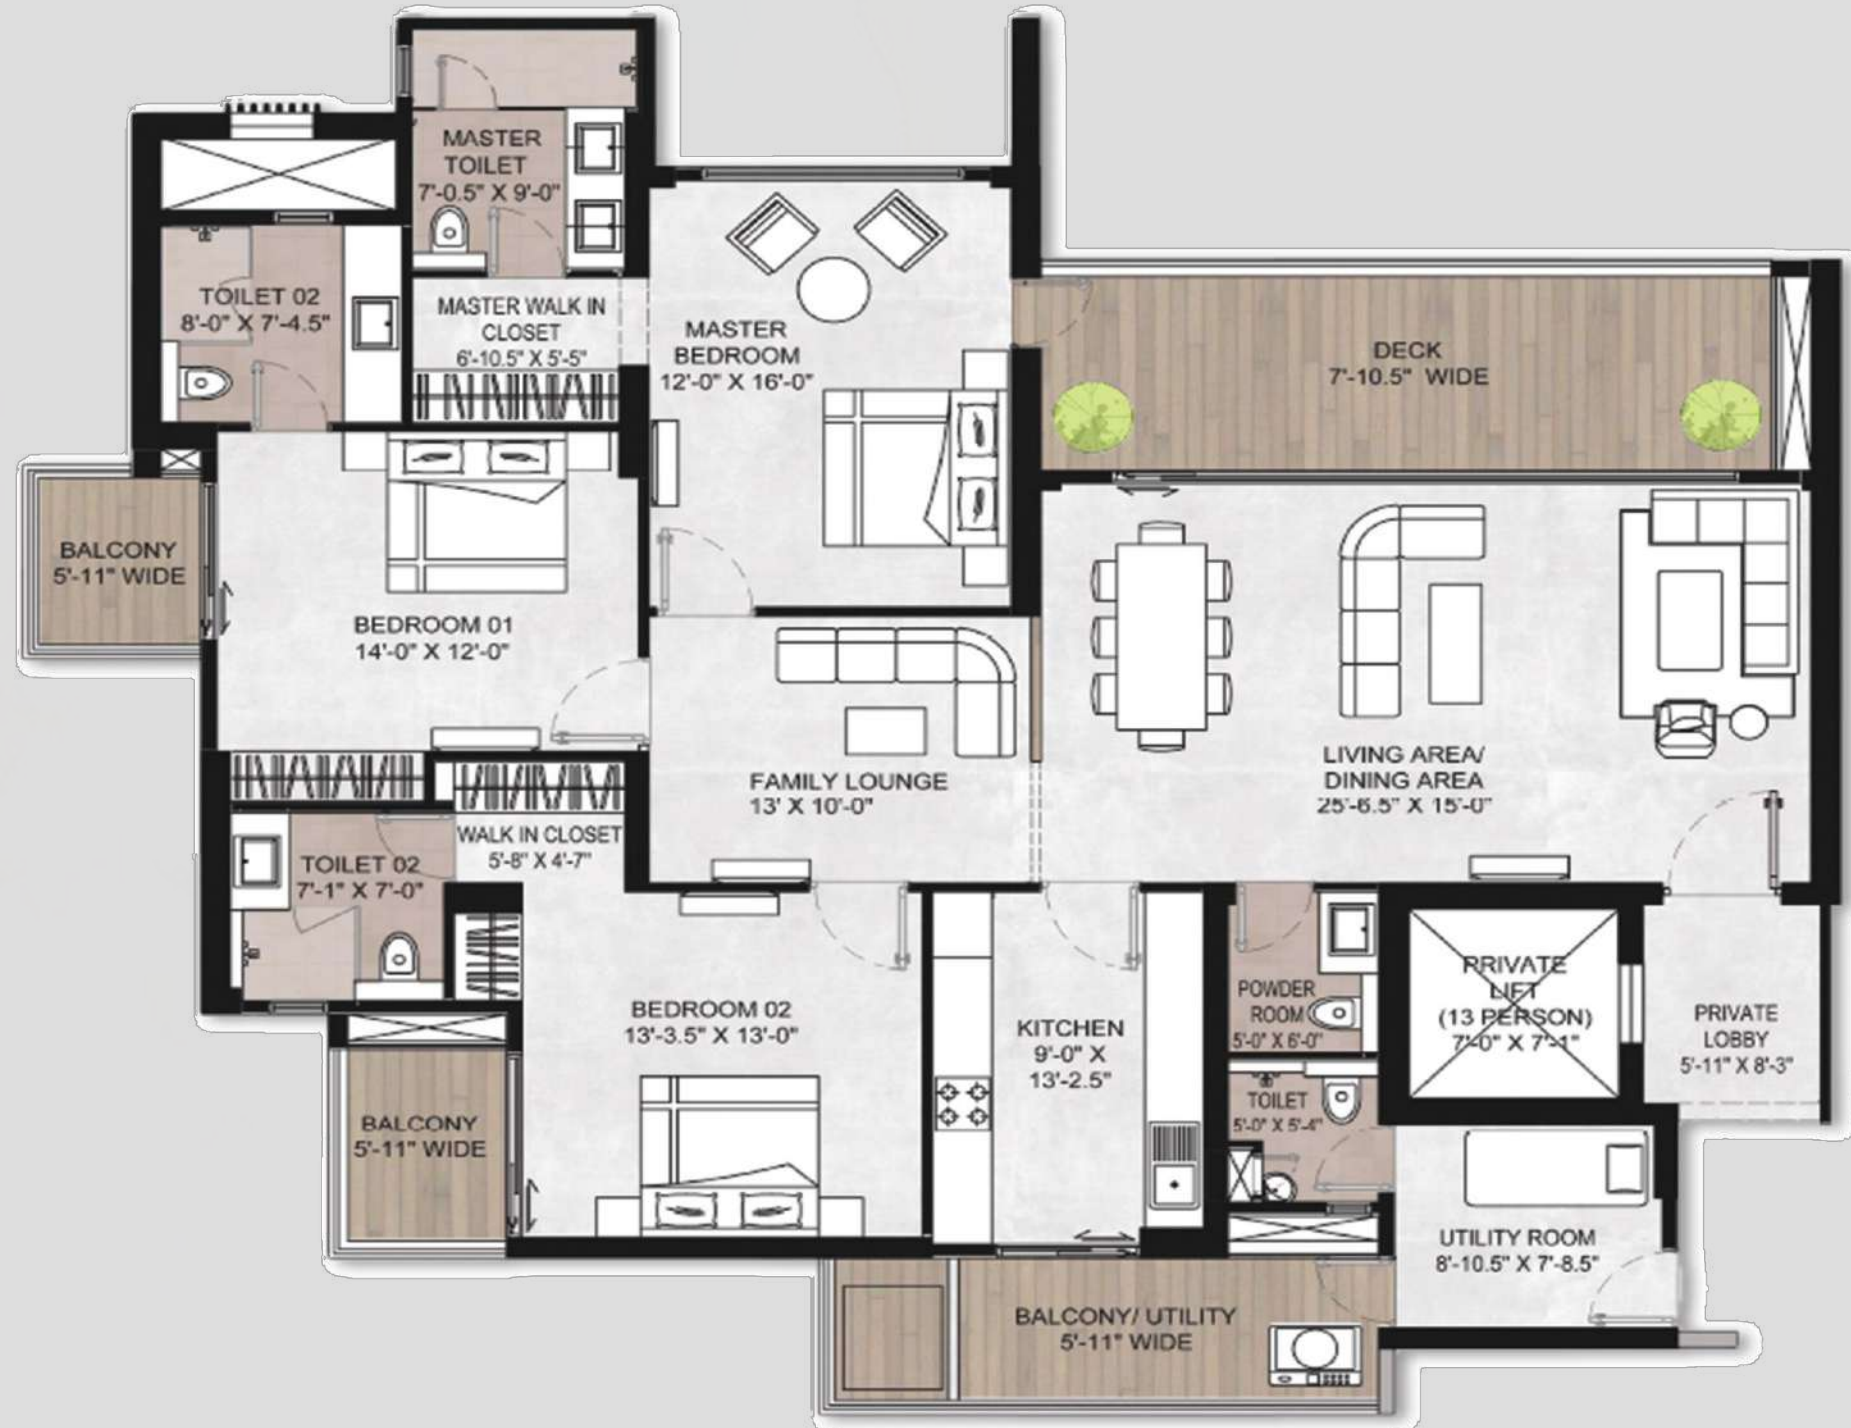 MASTER
TOILET
7'-0.5" X 9'-0"
TOILET 02
8'-0" X 7'-4.5"
MASTER WALK IN
CLOSET
6'-10.5" X 5'-5"
MASTER
BEDROOM
12'-0" X 16'-0"
DECK
7'-10.5" WIDE
BALCONY
5'-11" WIDE
BEDROOM 01
14'-0" X 12'-0"
FAMILY LOUNGE
13' X 10'-0"
LIVING AREA/
DINING AREA
25'-6.5" X 15'-0"
WALK IN CLOSET
5'-8" X 4'-7"
TOILET 02
7'-1" X 7'-0"
BEDROOM 02
13'-3.5" X 13'-0"
KITCHEN
9'-0" X
13'-2.5"
POWDER
ROOM
5'-0" X 6'-0"
PRIVATE
LIFT
(13 PERSON)
7'-0" X 7'-1"
PRIVATE
LOBBY
5'-11" X 8'-3"
TOILET
5'-0" X 5'-4"
BALCONY
5'-11" WIDE
UTILITY ROOM
8'-10.5" X 7'-8.5"
BALCONY/ UTILITY
5'-11" WIDE